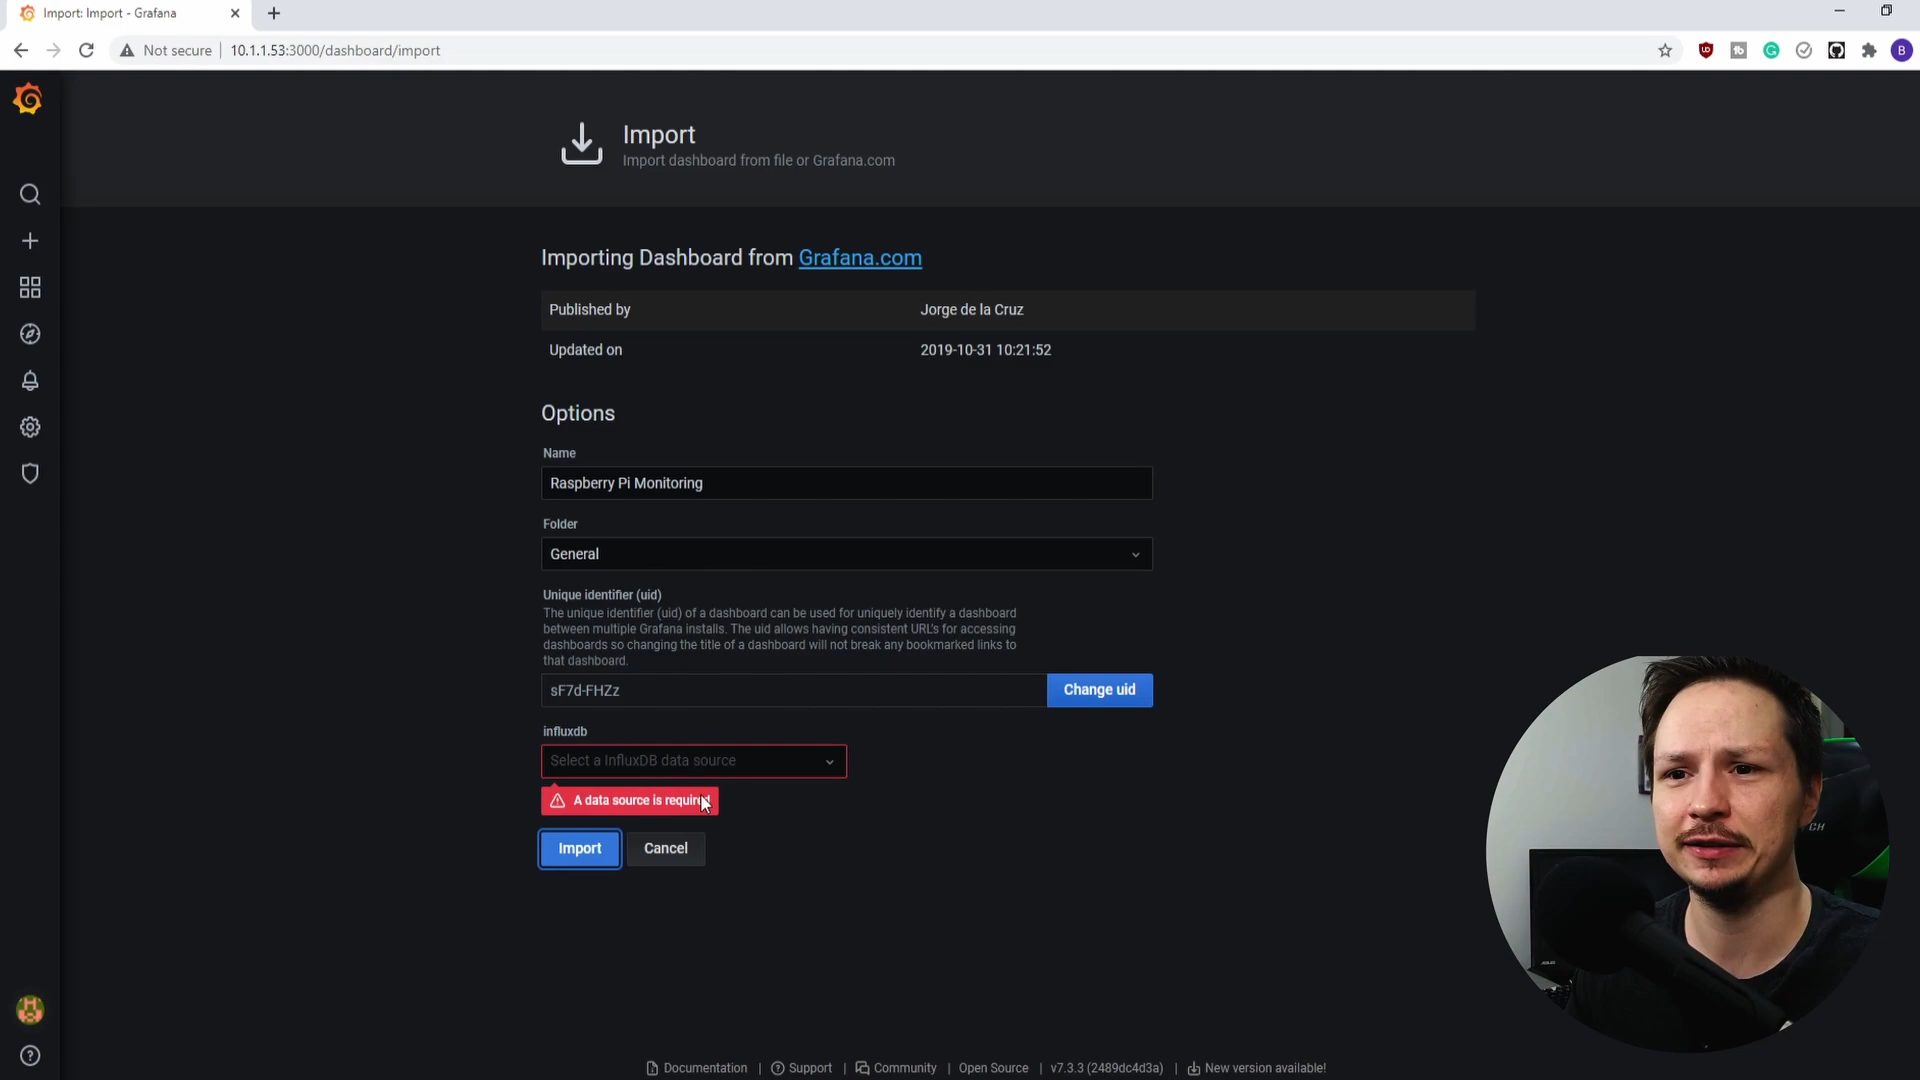 Import: Import - Grafana
Not secure
10.1.1.53:3000/dashboard/import
B
Import
Import dashboard from file or Grafana.com
Importing Dashboard from Grafana.com
Published by
Jorge de la Cruz
Updated on
2019-10-31 10:21:52
Options
Name
Raspberry Pi Monitoring
Folder
General
Unique identifier (uid)
The unique identifier (uid) of a dashboard can be used for uniquely identify a dashboard
between multiple Grafana installs. The uid allows having consistent URL's for accessing
dashboards so changing the title of a dashboard will not break any bookmarked links to
that dashboard.
sF7d-FHZz
Change uid
influxdb
Select a InfluxDB data source
A data source is required
Import
Cancel
Documentation | Support | Community | Open Source | v7.3.3 (2489dc4d3a) | New version available!